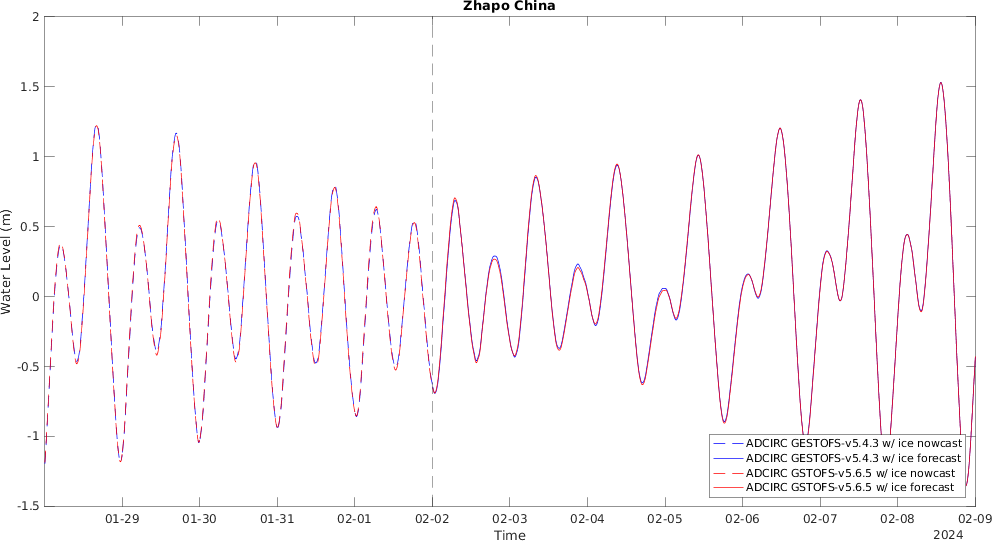 Zhapo China
Water Level (m)
2
1.5
1
0.5
0
-0.5
-1
-1.5
01-29 01-30 01-31 02-01 02-02 02-03 02-04 02-05 02-06 02-07 02-08 02-09
Time
2024
ADCIRC GESTOFS-v5.4.3 w/ ice nowcast
ADCIRC GESTOFS-v5.4.3 w/ ice forecast
ADCIRC GSTOFS-v5.6.5 w/ ice nowcast
ADCIRC GSTOFS-v5.6.5 w/ ice forecast